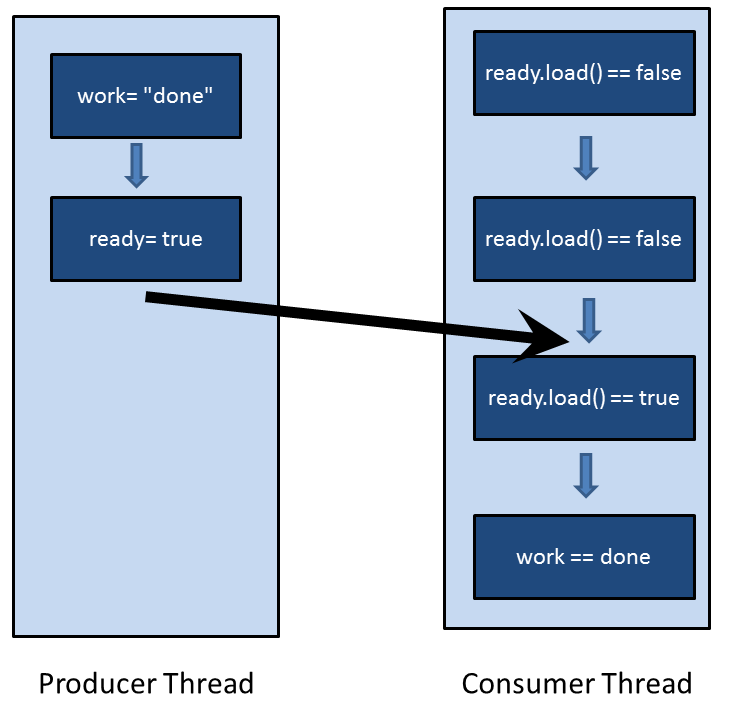 work= "done"
ready= true
Producer Thread
ready.load() == false
ready.load() == false
ready.load() == true
work == done
Consumer Thread